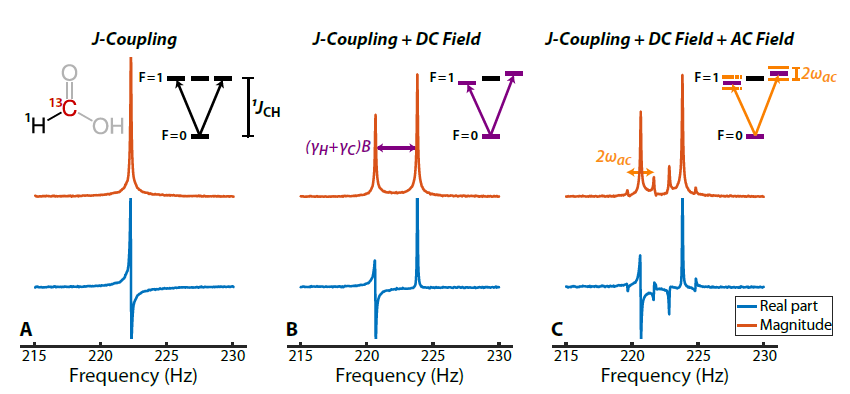 J-Coupling
J-Coupling + DC Field
J-Coupling + DC Field + AC Field
O
13C
1H
OH
F=1
F=0
1JCH
F=1
F=0
(γH+γC)B
F=1
F=0
2ωac
2ωac
Real part
Magnitude
A
B
C
215 220 225 230
215 220 225 230
215 220 225 230
Frequency (Hz)
Frequency (Hz)
Frequency (Hz)